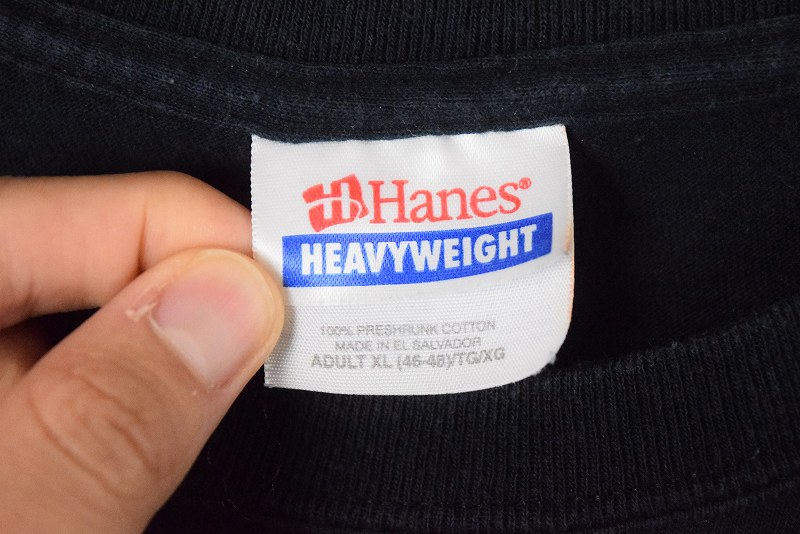 Hanes®
HEAVYWEIGHT
100% PRESHRUNK COTTON
MADE IN EL SALVADOR
ADULT XL (46-48)/TG/XG